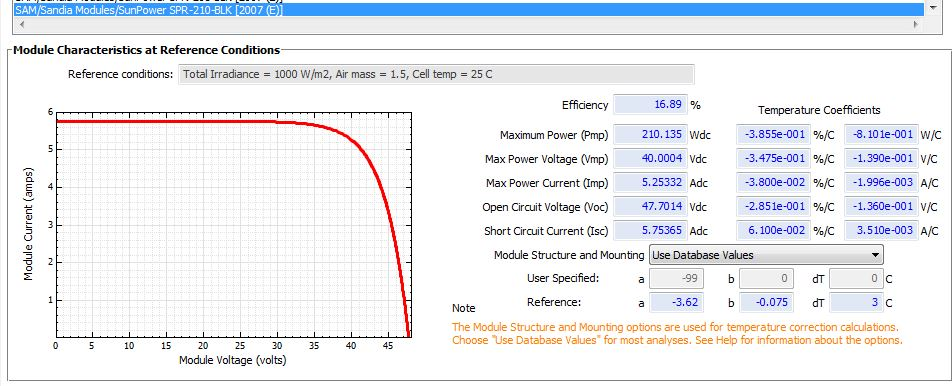 SAM/Sandia Modules/SunPower SPR-210-BLK [2007 (E)]
Module Characteristics at Reference Conditions
Reference conditions: Total Irradiance = 1000 W/m2, Air mass = 1.5, Cell temp = 25 C
Efficiency 16.89 % Temperature Coefficients
Maximum Power (Pmp) 210.135 Wdc -3.855e-001 %/C -8.101e-001 W/C
Max Power Voltage (Vmp) 40.0004 Vdc -3.475e-001 %/C -1.390e-001 V/C
Max Power Current (Imp) 5.25332 Adc -3.800e-002 %/C -1.996e-003 A/C
Open Circuit Voltage (Voc) 47.7014 Vdc -2.851e-001 %/C -1.360e-001 V/C
Short Circuit Current (Isc) 5.75365 Adc 6.100e-002 %/C 3.510e-003 A/C
Module Structure and Mounting Use Database Values
User Specified: a -99 b 0 dT 0 C
Reference: a -3.62 b -0.075 dT 3 C
Note
The Module Structure and Mounting options are used for temperature correction calculations.
Choose "Use Database Values" for most analyses. See Help for information about the options.
Module Current (amps)
6
5
4
3
2
1
0 5 10 15 20 25 30 35 40 45
Module Voltage (volts)